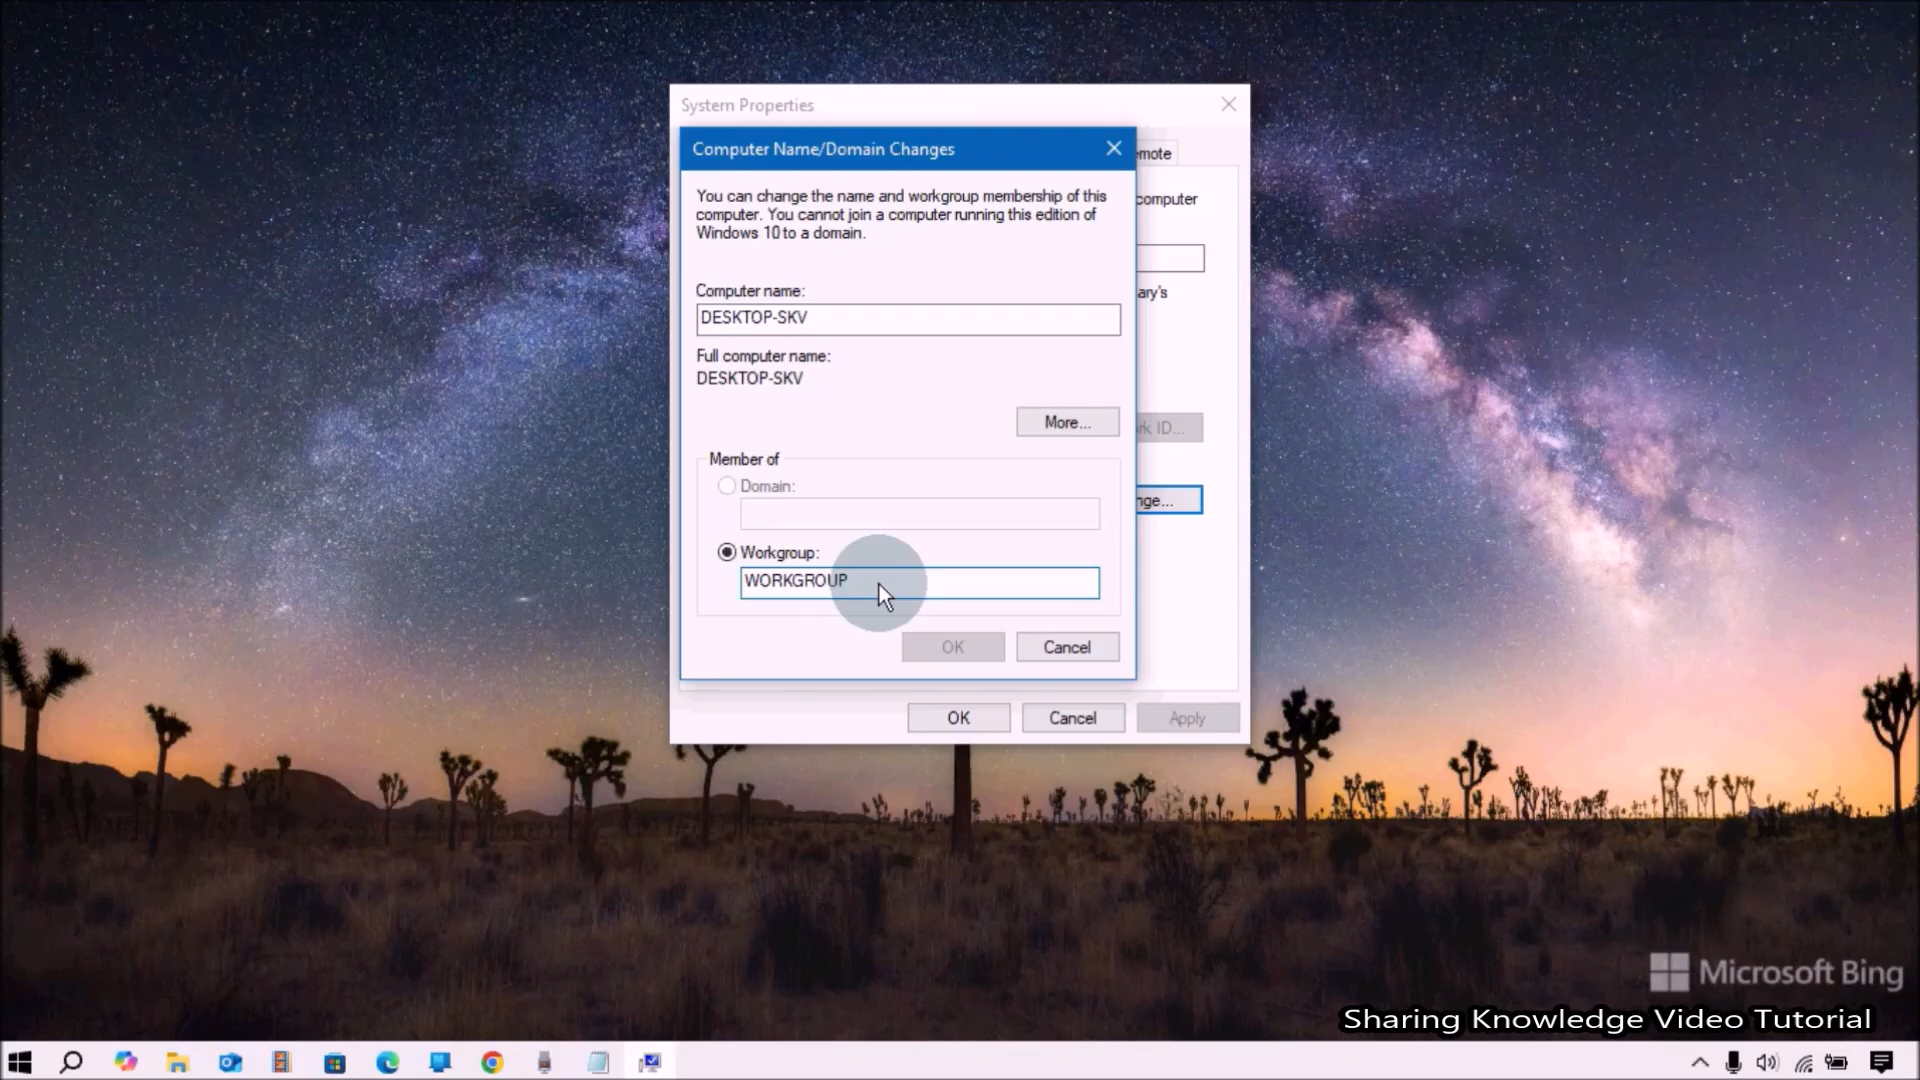 System Properties
Computer Name/Domain Changes
emote
You can change the name and workgroup membership of this
computer. You cannot join a computer running this edition of
Windows 10 to a domain.
computer
Computer name:
DESKTOP-SKV
ary's
Full computer name:
DESKTOP-SKV
More...
rk ID...
Member of
Domain:
nge...
Workgroup:
WORKGROUP
OK
Cancel
OK
Cancel
Apply
Microsoft Bing
Sharing Knowledge Video Tutorial